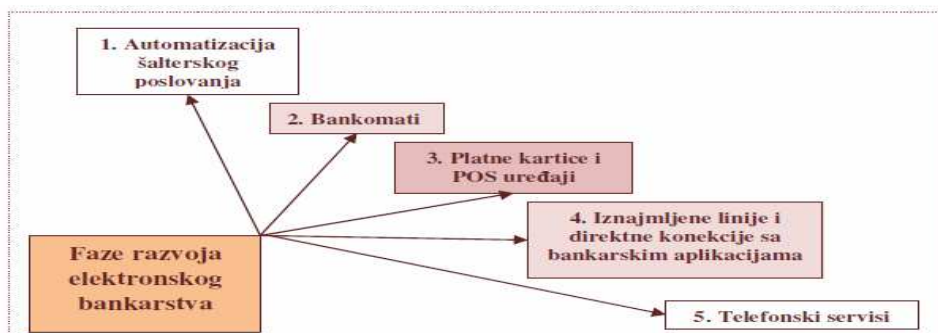 1. Automatizacija
šalterskog
poslovanja
2. Bankomati
3. Platne kartice i
POS uređaji
4. Iznajmljene linije i
direktne konekcije sa
bankarskim aplikacijama
Faze razvoja
elektronskog
bankarstva
5. Telefonski servisi